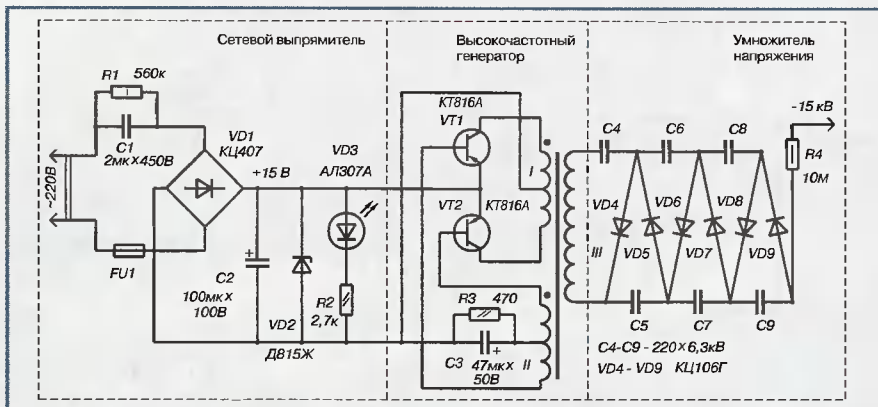 Сетевой выпрямитель
Высокочастотный
генератор
Умножитель
напряжения
R1 560к
C1
2мк×450В
VD1
КЦ407
~220В
FU1
+15 В
VD3
АЛ307А
C2
100мк×
100В
VD2
Д815Ж
R2
2,7к
КТ816А
VT1
VT2
КТ816А
R3 470
C3
47мк×
50В
I
II
III
C4
C6
C8
-15 кВ
R4
10М
VD4
VD6
VD8
VD5
VD7
VD9
C5
C7
C9
C4-C9-220×6,3кВ
VD4 - VD9 КЦ106Г